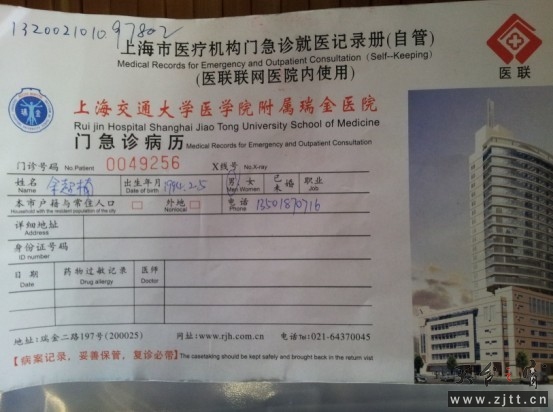 132002101097802
上海市医疗机构门急诊就医记录册(自管)
Medical Records for Emergency and Outpatient Consultation (Self--Keeping)
(医联联网医院内使用)
医联
上海交通大学医学院附属瑞金医院
Rui jin Hospital Shanghai Jiao Tong University School of Medicine
门急诊病历 Medical Records for Emergency and Outpatient Consultation
门诊号码 No.Patient 0049256 X线号 No.X-ray
姓名 Name 出生年月 Date of birth 1984.2.5 男/女 Men Women 已未婚 职业 Job
本市户籍与常住人口 Household with the resident population of the city 外地 Nonlocal 电话 Phone 13501870716
详细地址 Address
身份证号码 ID number
日期 Date 药物过敏记录 Drug allergy 医师 Doctor
地址:瑞金二路197号(200025) 网址:www.rjh.com.cn 电话Tel:021-64370045
【病案记录,妥善保管,复诊必带】 The casetaking should be kept safely and brought back in the return visit
www.zjtt.cn